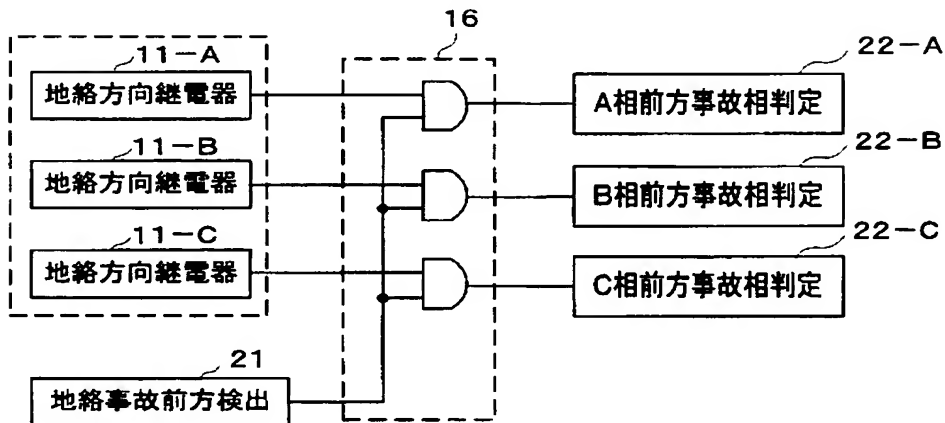 16
11-A
地絡方向継電器
22-A
A相前方事故相判定
11-B
地絡方向継電器
22-B
B相前方事故相判定
11-C
地絡方向継電器
22-C
C相前方事故相判定
21
地絡事故前方検出